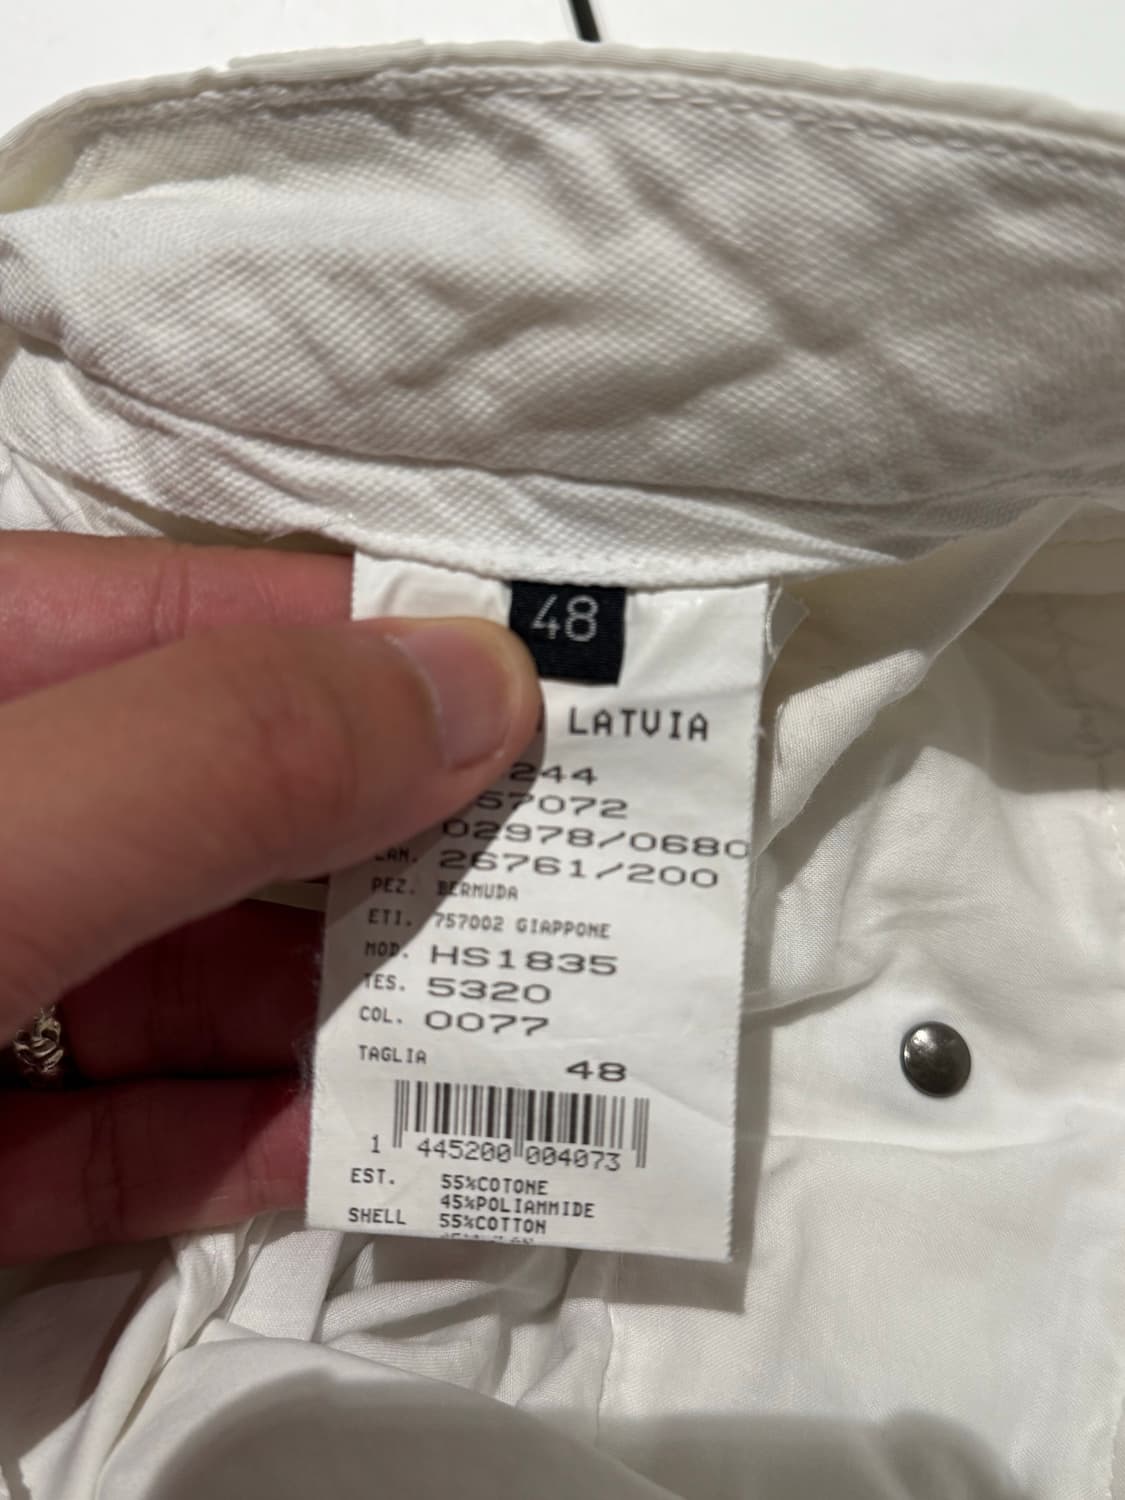 48
LATVIA
244
57072
02978/0680
26761/200
PEZ. BERMUDA
ETI. 757002 GIAPPONE
MOD. HS1835
TES. 5320
COL. 0077
TAGLIA 48
1 445200 004073
EST. 55%COTONE
45%POLIAMMIDE
SHELL 55%COTTON